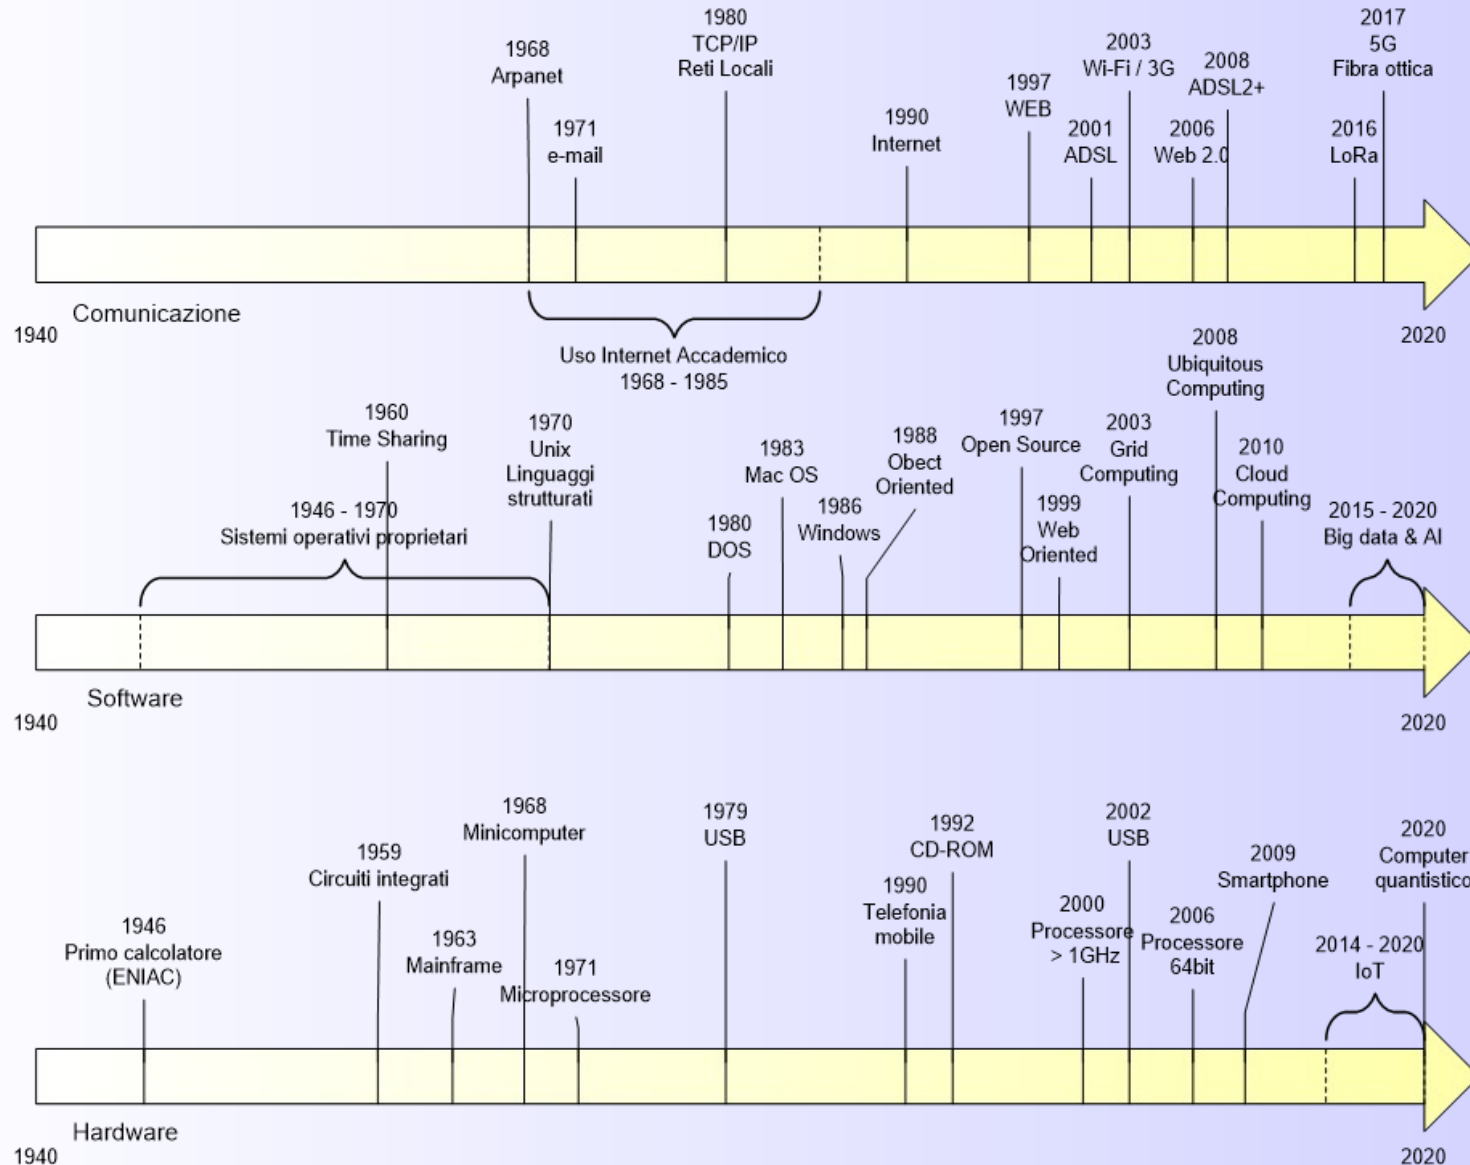 1968
Arpanet
1971
e-mail
1980
TCP/IP
Reti Locali
1990
Internet
1997
WEB
2001
ADSL
2003
Wi-Fi / 3G
2006
Web 2.0
2008
ADSL2+
2016
LoRa
2017
5G
Fibra ottica
Comunicazione
1940
2020
Uso Internet Accademico
1968 - 1985
1946 - 1970
Sistemi operativi proprietari
1960
Time Sharing
1970
Unix
Linguaggi
strutturati
1980
DOS
1983
Mac OS
1986
Windows
1988
Obect
Oriented
1997
Open Source
1999
Web
Oriented
2003
Grid
Computing
2008
Ubiquitous
Computing
2010
Cloud
Computing
2015 - 2020
Big data & AI
Software
1940
2020
1946
Primo calcolatore
(ENIAC)
1959
Circuiti integrati
1963
Mainframe
1968
Minicomputer
1971
Microprocessore
1979
USB
1990
Telefonia
mobile
1992
CD-ROM
2000
Processore
> 1GHz
2002
USB
2006
Processore
64bit
2009
Smartphone
2014 - 2020
IoT
2020
Computer
quantistico
Hardware
1940
2020